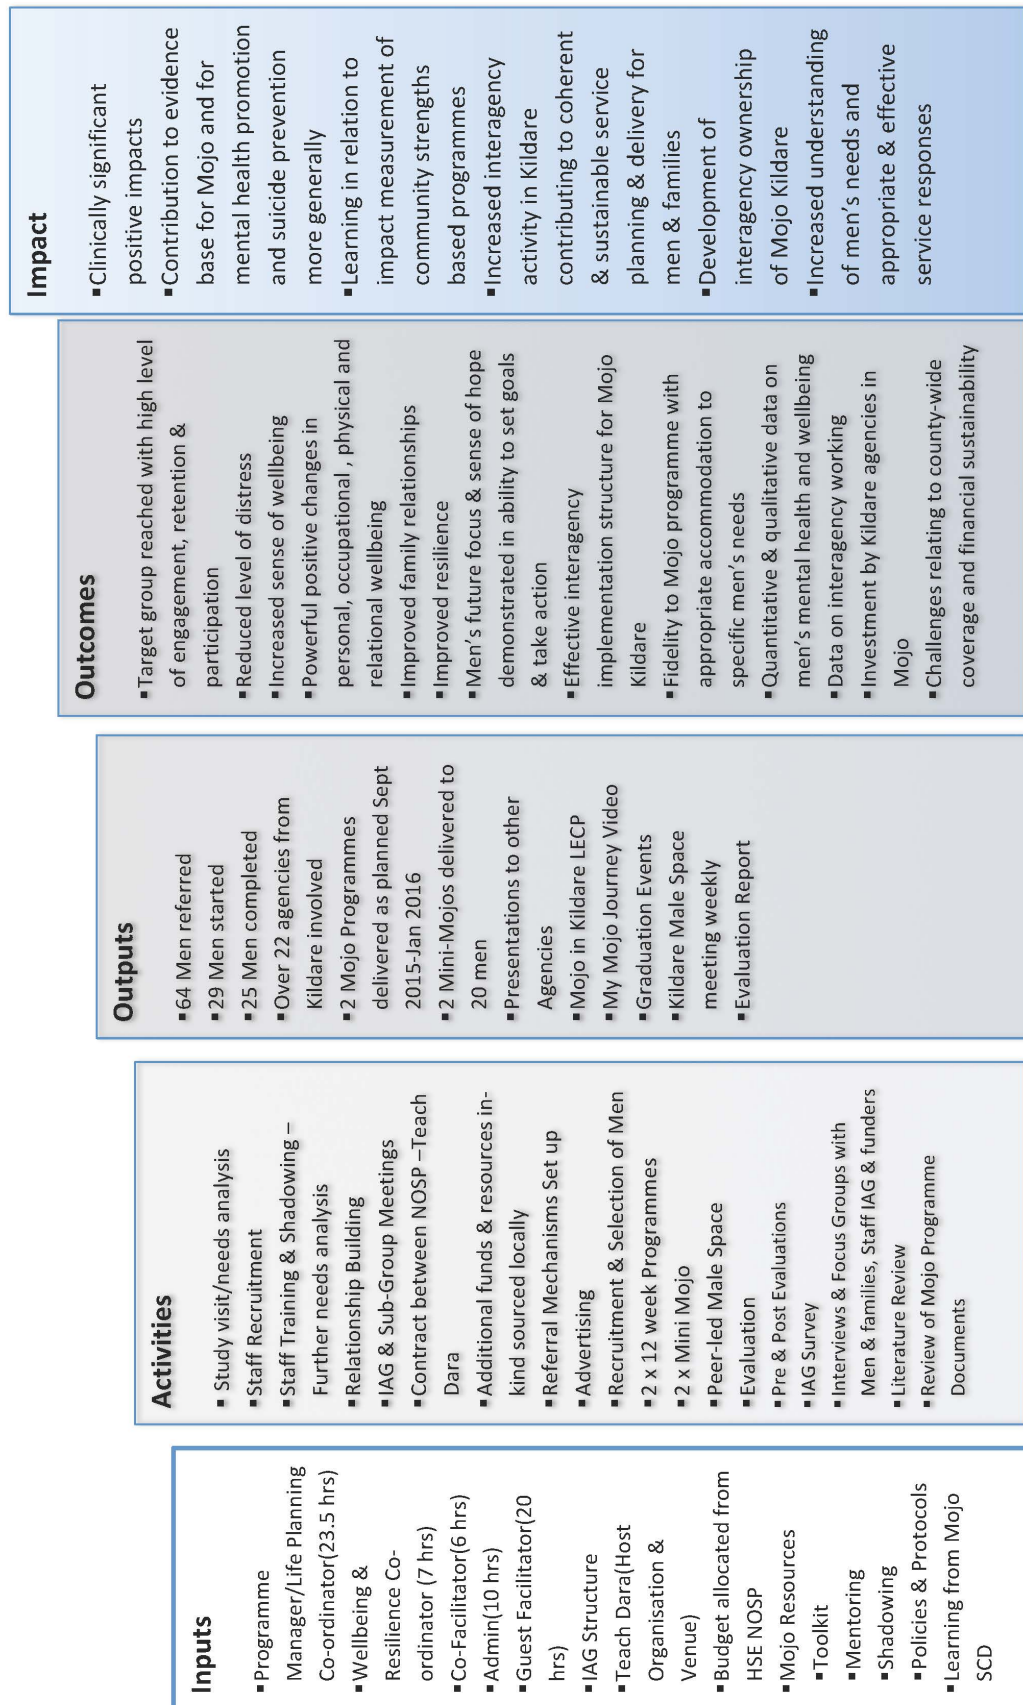 Inputs
▪Programme
Manager/Life Planning
Co-ordinator(23.5 hrs)
▪Wellbeing &
Resilience Co-
ordinator (7 hrs)
▪Co-Facilitator(6 hrs)
▪Admin(10 hrs)
▪Guest Facilitator(20
hrs)
▪IAG Structure
▪Teach Dara(Host
Organisation &
Venue)
▪Budget allocated from
HSE NOSP
▪Mojo Resources
▪Toolkit
▪Mentoring
▪Shadowing
▪Policies & Protocols
▪Learning from Mojo
SCD
Activities
▪ Study visit/needs analysis
▪Staff Recruitment
▪Staff Training & Shadowing –
Further needs analysis
▪Relationship Building
▪IAG & Sub-Group Meetings
▪Contract between NOSP –Teach
Dara
▪Additional funds & resources in-
kind sourced locally
▪Referral Mechanisms Set up
▪Advertising
▪Recruitment & Selection of Men
▪2 x 12 week Programmes
▪2 x Mini Mojo
▪Peer-led Male Space
▪Evaluation
▪Pre & Post Evaluations
▪IAG Survey
▪Interviews & Focus Groups with
Men & families, Staff IAG & funders
▪Literature Review
▪Review of Mojo Programme
Documents
Outputs
▪64 Men referred
▪29 Men started
▪25 Men completed
▪Over 22 agencies from
Kildare involved
▪2 Mojo Programmes
delivered as planned Sept
2015-Jan 2016
▪2 Mini-Mojos delivered to
20 men
▪Presentations to other
Agencies
▪Mojo in Kildare LECP
▪My Mojo Journey Video
▪Graduation Events
▪Kildare Male Space
meeting weekly
▪Evaluation Report
Outcomes
▪Target group reached with high level
of engagement, retention &
participation
▪Reduced level of distress
▪Increased sense of wellbeing
▪Powerful positive changes in
personal, occupational , physical and
relational wellbeing
▪Improved family relationships
▪Improved resilience
▪Men's future focus & sense of hope
demonstrated in ability to set goals
& take action
▪Effective interagency
implementation structure for Mojo
Kildare
▪Fidelity to Mojo programme with
appropriate accommodation to
specific men's needs
▪Quantitative & qualitative data on
men's mental health and wellbeing
▪Data on interagency working
▪Investment by Kildare agencies in
Mojo
▪Challenges relating to county-wide
coverage and financial sustainability
Impact
▪Clinically significant
positive impacts
▪Contribution to evidence
base for Mojo and for
mental health promotion
and suicide prevention
more generally
▪Learning in relation to
impact measurement of
community strengths
based programmes
▪Increased interagency
activity in Kildare
contributing to coherent
& sustainable service
planning & delivery for
men & families
▪Development of
interagency ownership
of Mojo Kildare
▪Increased understanding
of men's needs and
appropriate & effective
service responses